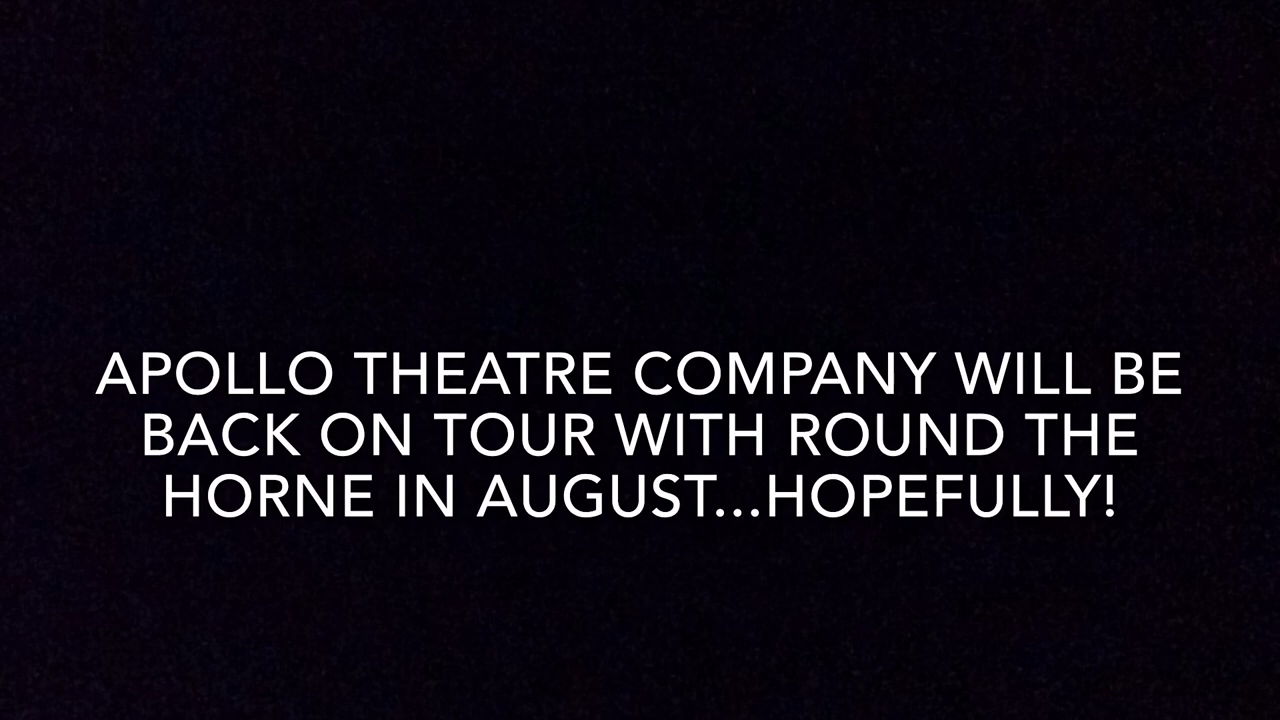 APOLLO THEATRE COMPANY WILL BE
BACK ON TOUR WITH ROUND THE
HORNE IN AUGUST...HOPEFULLY!